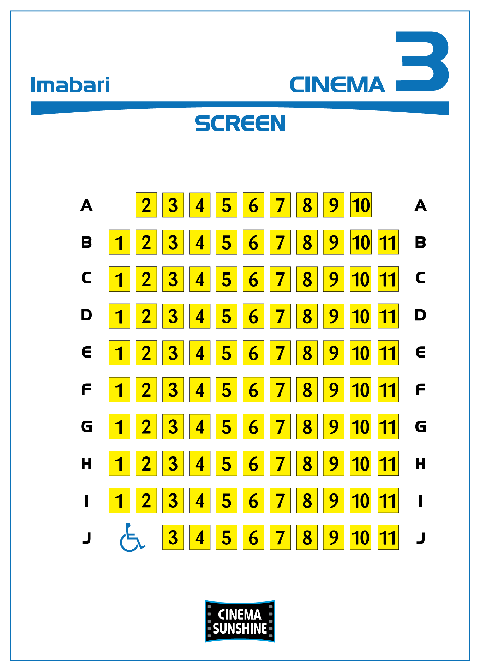 Imabari CINEMA 3
SCREEN
A 2 3 4 5 6 7 8 9 10 A
B 1 2 3 4 5 6 7 8 9 10 11 B
C 1 2 3 4 5 6 7 8 9 10 11 C
D 1 2 3 4 5 6 7 8 9 10 11 D
E 1 2 3 4 5 6 7 8 9 10 11 E
F 1 2 3 4 5 6 7 8 9 10 11 F
G 1 2 3 4 5 6 7 8 9 10 11 G
H 1 2 3 4 5 6 7 8 9 10 11 H
I 1 2 3 4 5 6 7 8 9 10 11 I
J 3 4 5 6 7 8 9 10 11 J
CINEMA
SUNSHINE